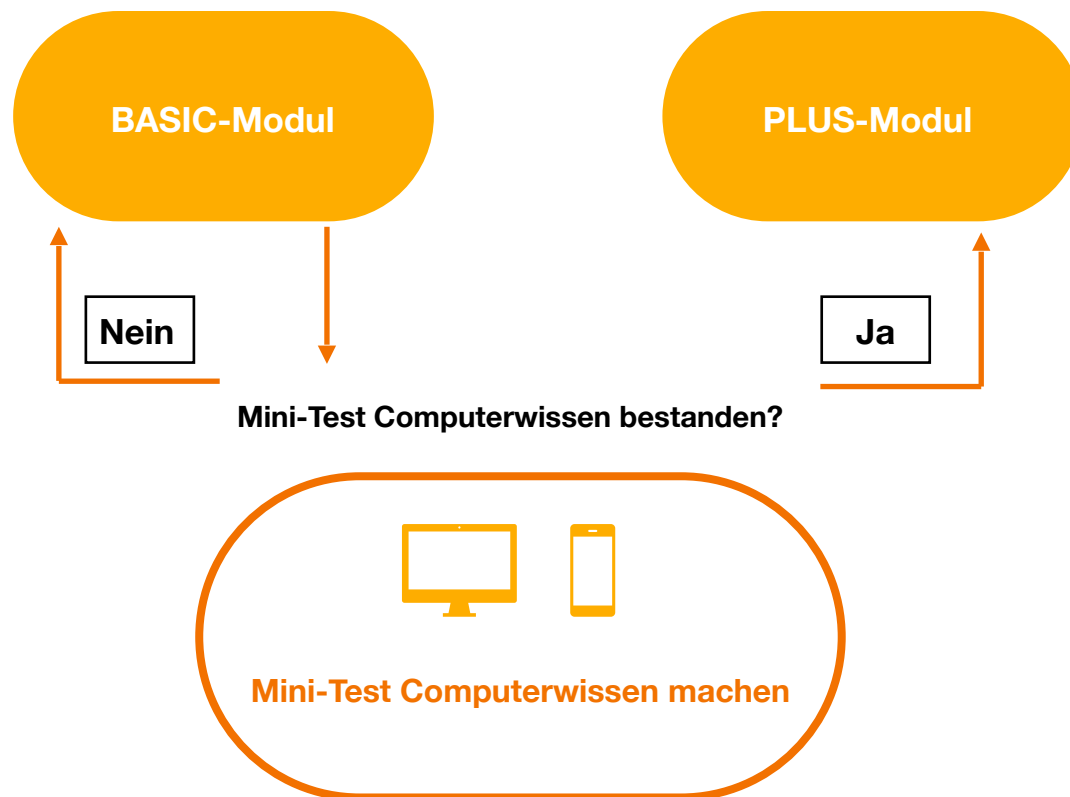 BASIC-Modul
PLUS-Modul
Nein
Ja
Mini-Test Computerwissen bestanden?
Mini-Test Computerwissen machen